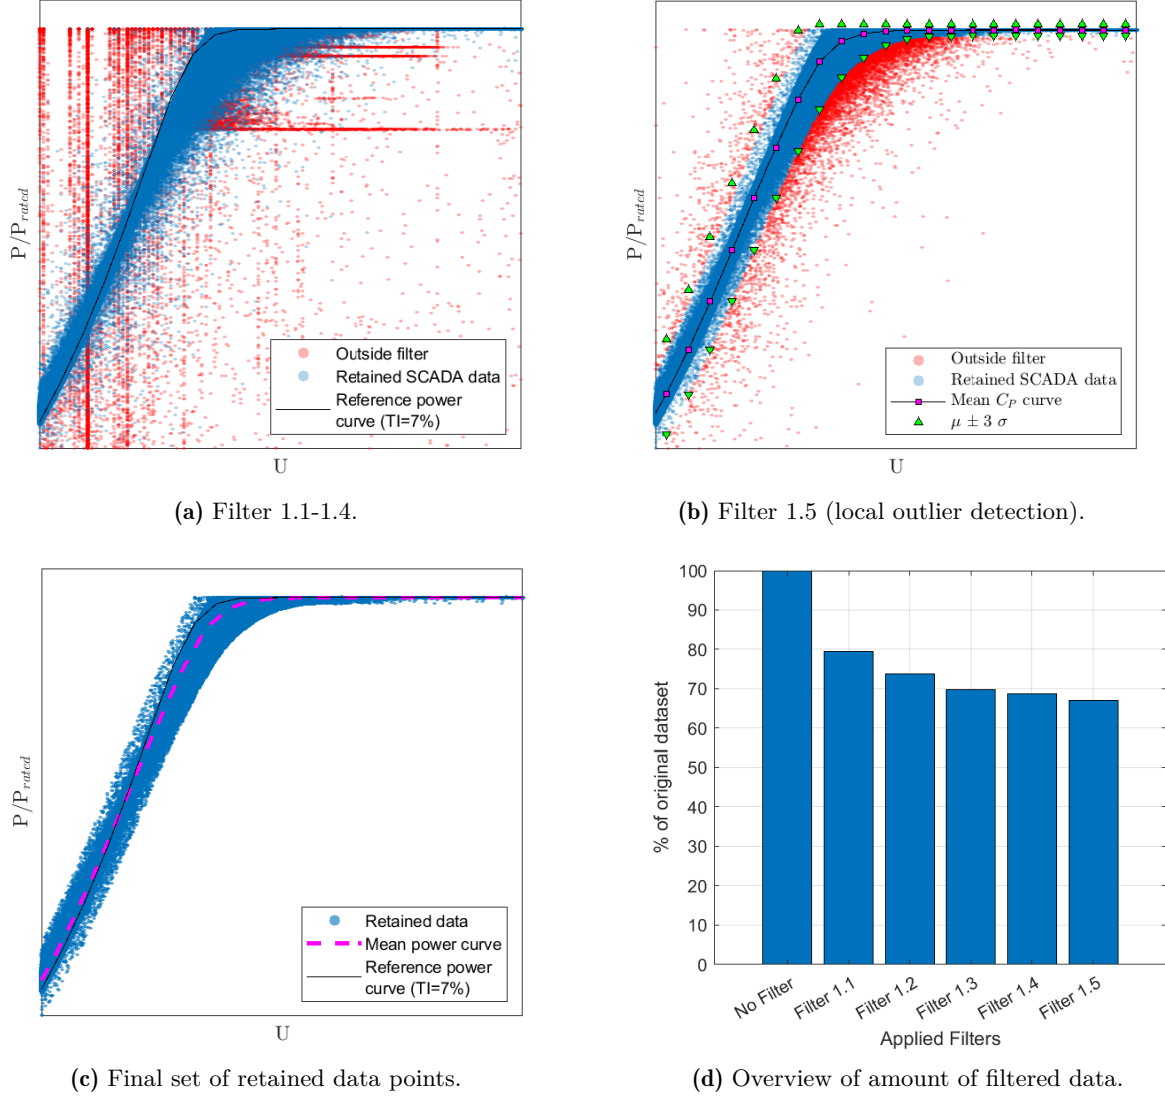 P/P_rated
Outside filter
Retained SCADA data
Reference power
curve (TI=7%)
U
(a) Filter 1.1-1.4.
P/P_rated
Outside filter
Retained SCADA data
Mean C_P curve
μ ± 3 σ
U
(b) Filter 1.5 (local outlier detection).
P/P_rated
Retained data
Mean power curve
Reference power
curve (TI=7%)
U
(c) Final set of retained data points.
100
90
80
70
60
50
40
30
20
10
0
% of original dataset
No Filter
Filter 1.1
Filter 1.2
Filter 1.3
Filter 1.4
Filter 1.5
Applied Filters
(d) Overview of amount of filtered data.